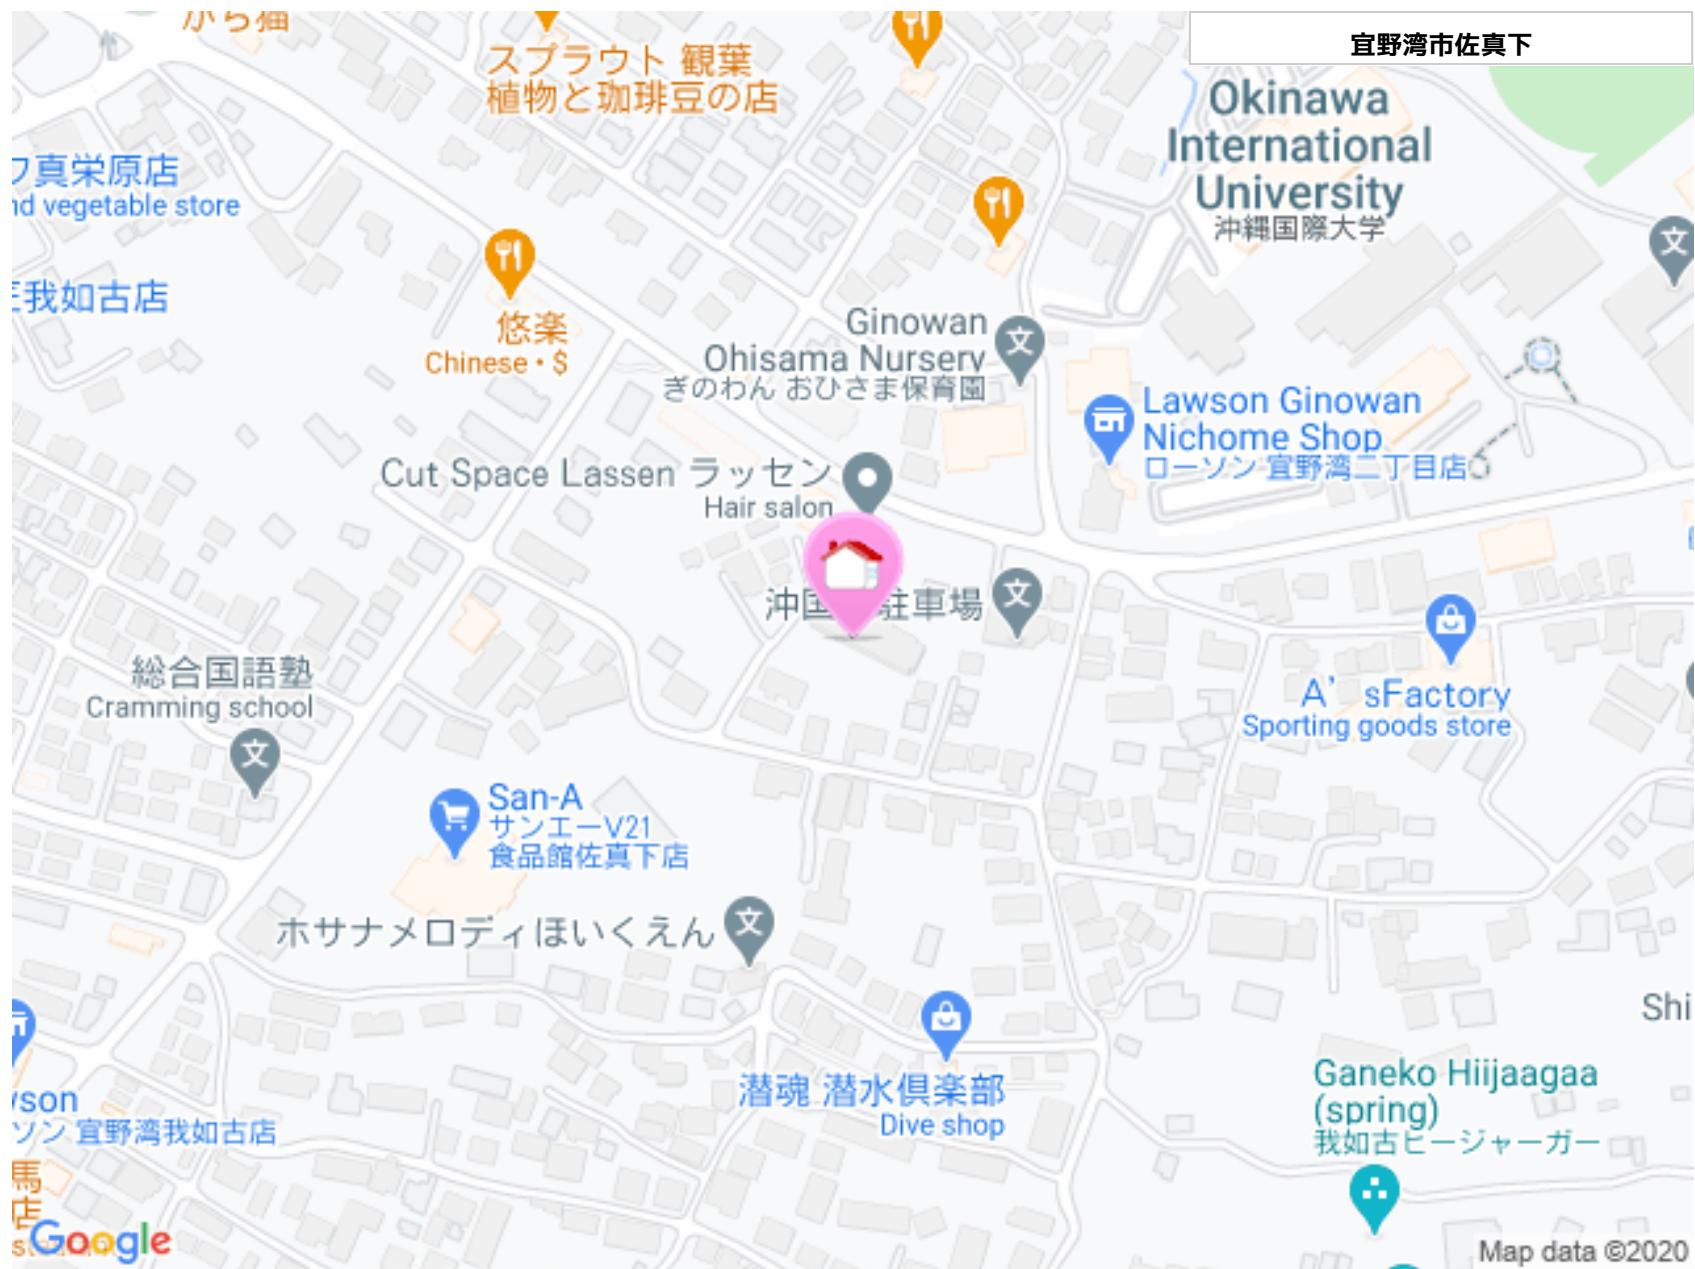 から猫
宜野湾市佐真下
スプラウト 観葉
植物と珈琲豆の店
Okinawa
International
University
沖縄国際大学
フ真栄原店
nd vegetable store
我如古店
悠楽
Chinese・$
Ginowan
Ohisama Nursery
ぎのわん おひさま保育園
Lawson Ginowan
Nichome Shop
ローソン 宜野湾二丁目店
Cut Space Lassen ラッセン
Hair salon
沖国 駐車場
A'sFactory
Sporting goods store
総合国語塾
Cramming school
San-A
サンエーV21
食品館佐真下店
ホサナメロディほいくえん
Shi
潜魂 潜水倶楽部
Dive shop
Ganeko Hiijaagaa
(spring)
我如古ヒージャーガー
wson
ソン 宜野湾我如古店
馬
店
Google
Map data ©2020